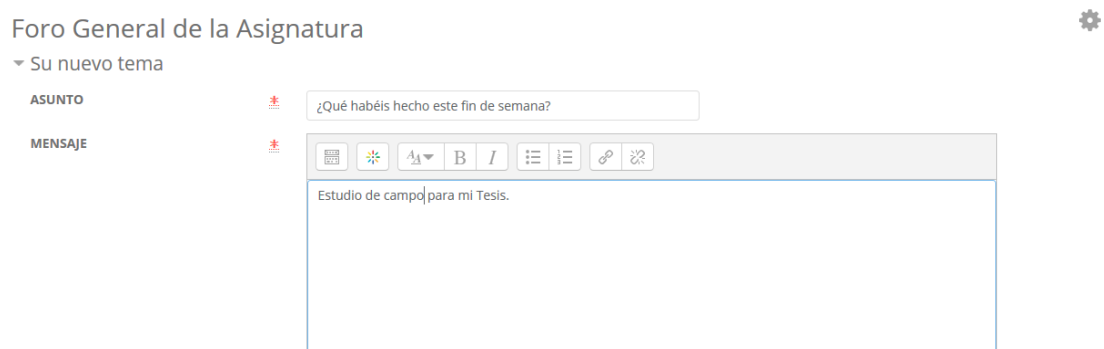 Foro General de la Asignatura
Su nuevo tema
ASUNTO
¿Qué habéis hecho este fin de semana?
MENSAJE
B I
Estudio de campo para mi Tesis.